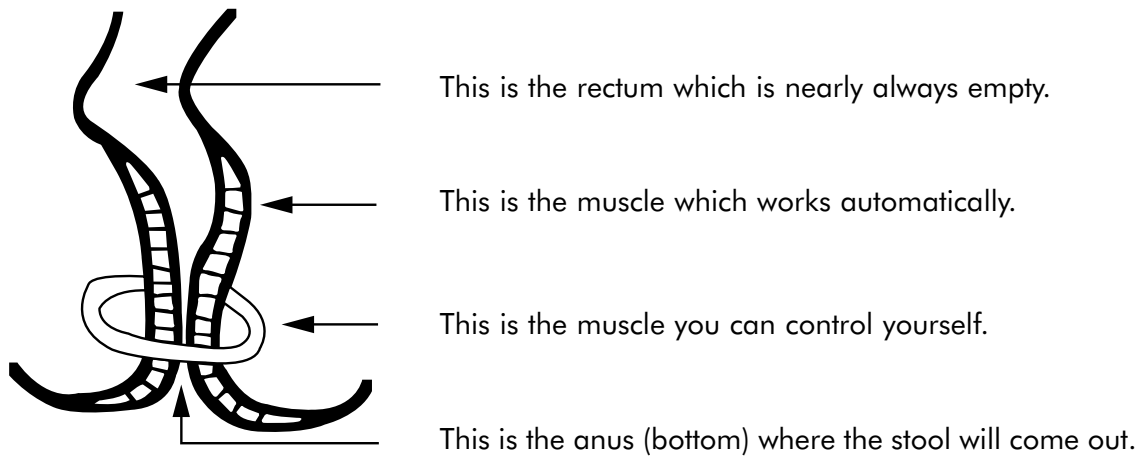 This is the rectum which is nearly always empty.
This is the muscle which works automatically.
This is the muscle you can control yourself.
This is the anus (bottom) where the stool will come out.